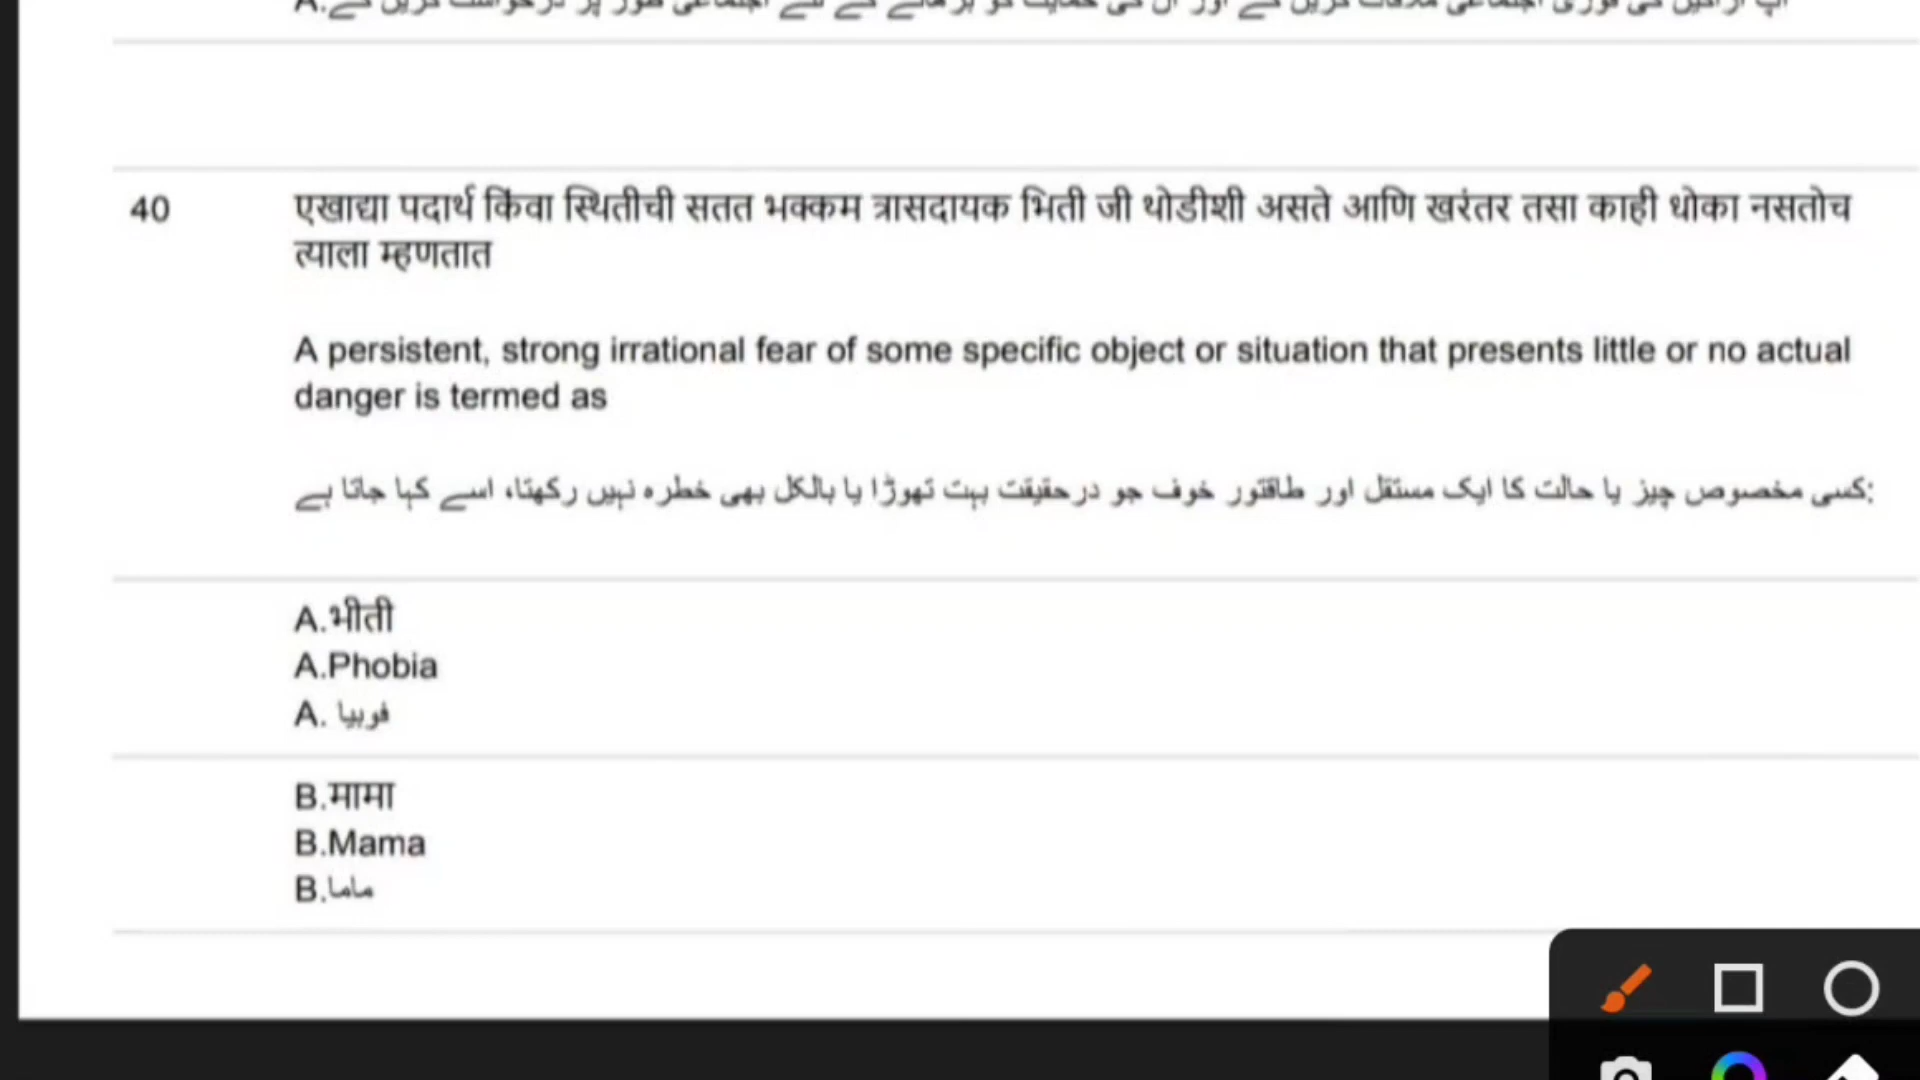 40
एखाद्या पदार्थ किंवा स्थितीची सतत भक्कम त्रासदायक भिती जी थोडीशी असते आणि खरंतर तसा काही धोका नसतोच
त्याला म्हणतात
A persistent, strong irrational fear of some specific object or situation that presents little or no actual
danger is termed as
کسی مخصوص چیز یا حالت کا ایک مستقل اور طاقتور خوف جو درحقیقت بہت تھوڑا یا بالکل بھی خطرہ نہیں رکھتا، اسے کہا جاتا ہے:
A.भीती
A.Phobia
A. فوبیا
B.मामा
B.Mama
B.ماما